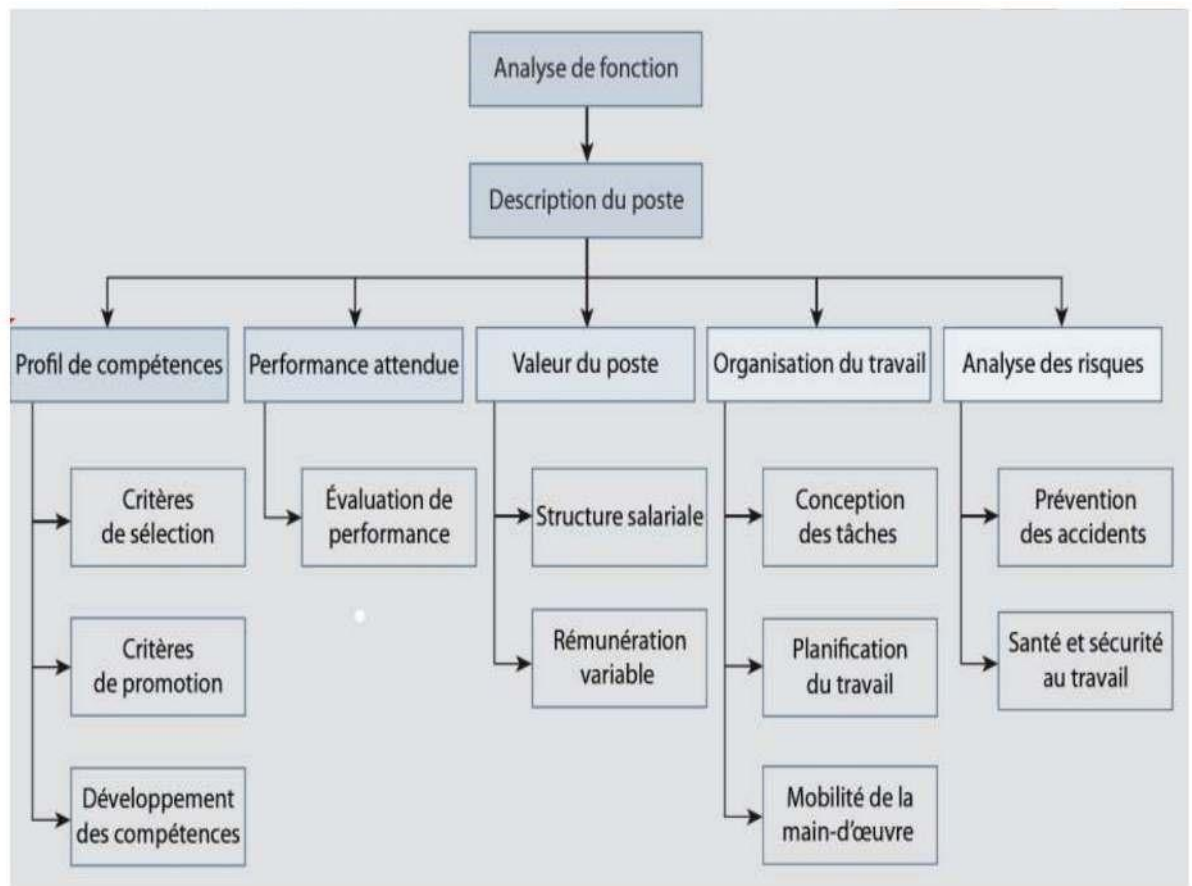 Analyse de fonction
Description du poste
Profil de compétences
Performance attendue
Valeur du poste
Organisation du travail
Analyse des risques
Critères
de sélection
Évaluation de
performance
Structure salariale
Conception
des tâches
Prévention
des accidents
Critères
de promotion
Rémunération
variable
Planification
du travail
Santé et sécurité
au travail
Développement
des compétences
Mobilité de la
main-d'œuvre